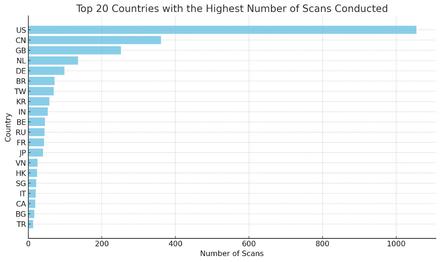 Top 20 Countries with the Highest Number of Scans Conducted
Country
US
CN
GB
NL
DE
BR
TW
KR
IN
BE
RU
FR
JP
VN
HK
SG
IT
CA
BG
TR
0 200 400 600 800 1000
Number of Scans